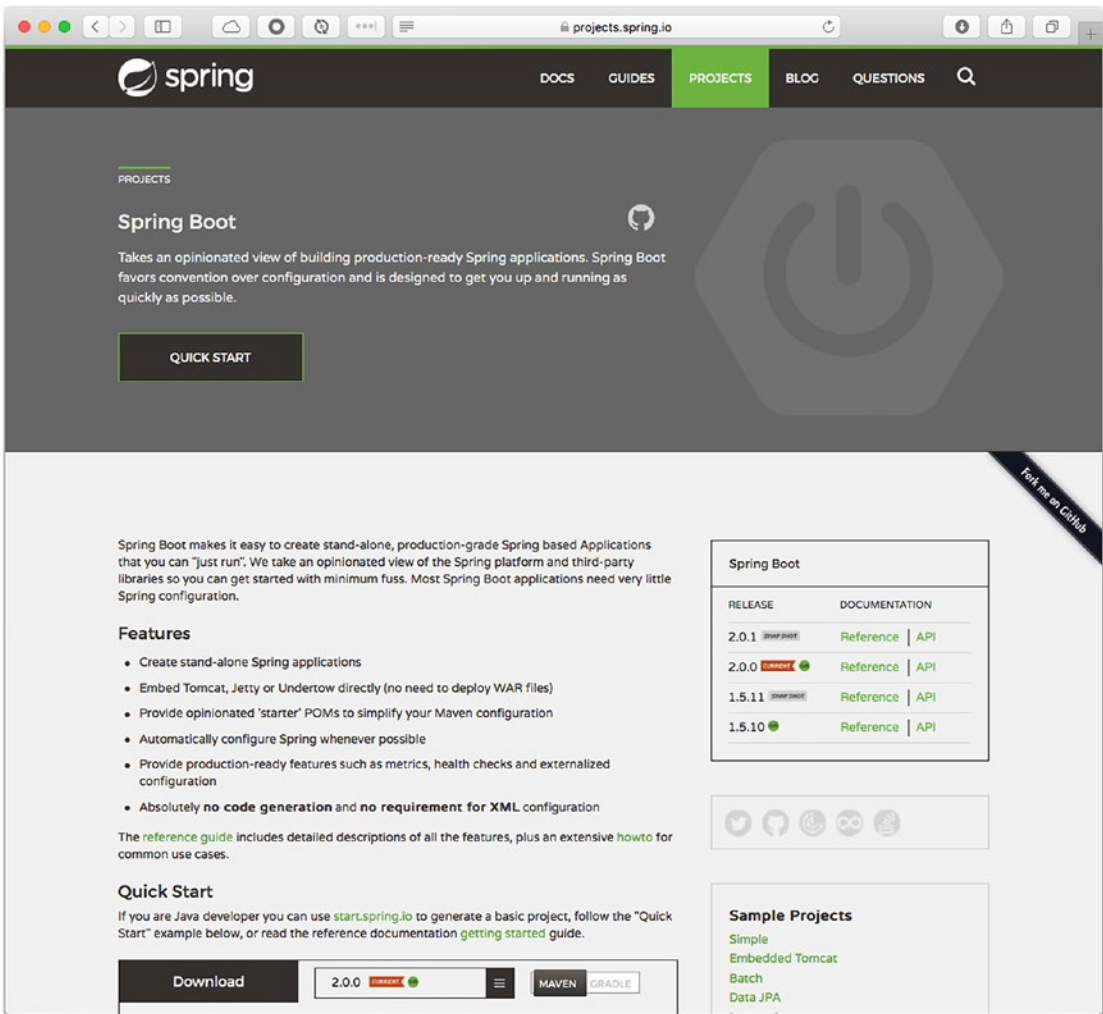 projects.spring.io
spring
DOCS GUIDES PROJECTS BLOG QUESTIONS
PROJECTS
Spring Boot
Takes an opinionated view of building production-ready Spring applications. Spring Boot
favors convention over configuration and is designed to get you up and running as
quickly as possible.
QUICK START
Fork me on GitHub
Spring Boot makes it easy to create stand-alone, production-grade Spring based Applications
that you can "just run". We take an opinionated view of the Spring platform and third-party
libraries so you can get started with minimum fuss. Most Spring Boot applications need very little
Spring configuration.
Features
• Create stand-alone Spring applications
• Embed Tomcat, Jetty or Undertow directly (no need to deploy WAR files)
• Provide opinionated 'starter' POMs to simplify your Maven configuration
• Automatically configure Spring whenever possible
• Provide production-ready features such as metrics, health checks and externalized
configuration
• Absolutely no code generation and no requirement for XML configuration
The reference guide includes detailed descriptions of all the features, plus an extensive howto for
common use cases.
Quick Start
If you are Java developer you can use start.spring.io to generate a basic project, follow the "Quick
Start" example below, or read the reference documentation getting started guide.
Download 2.0.0 CURRENT MAVEN GRADLE
Spring Boot
RELEASE DOCUMENTATION
2.0.1 SNAPSHOT Reference | API
2.0.0 CURRENT Reference | API
1.5.11 SNAPSHOT Reference | API
1.5.10 Reference | API
Sample Projects
Simple
Embedded Tomcat
Batch
Data JPA